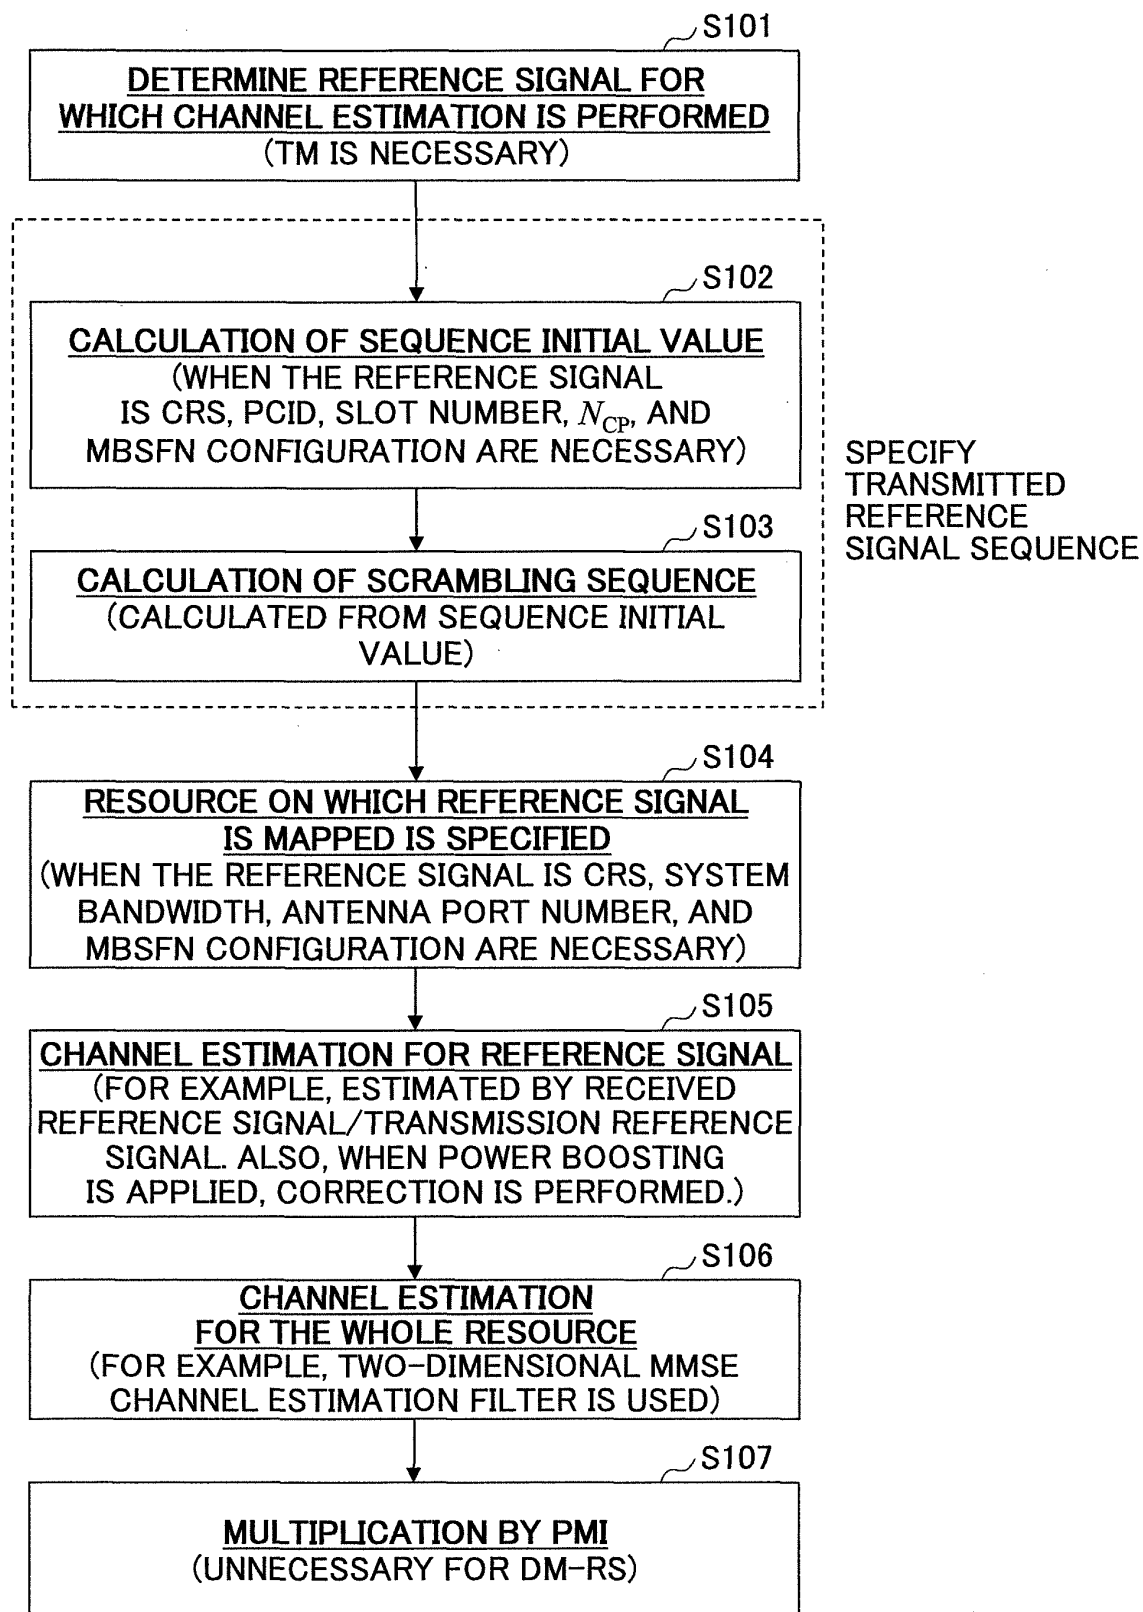 S101
DETERMINE REFERENCE SIGNAL FOR
WHICH CHANNEL ESTIMATION IS PERFORMED
(TM IS NECESSARY)
S102
CALCULATION OF SEQUENCE INITIAL VALUE
(WHEN THE REFERENCE SIGNAL
IS CRS, PCID, SLOT NUMBER, N_CP, AND
MBSFN CONFIGURATION ARE NECESSARY)
S103
CALCULATION OF SCRAMBLING SEQUENCE
(CALCULATED FROM SEQUENCE INITIAL
VALUE)
SPECIFY
TRANSMITTED
REFERENCE
SIGNAL SEQUENCE
S104
RESOURCE ON WHICH REFERENCE SIGNAL
IS MAPPED IS SPECIFIED
(WHEN THE REFERENCE SIGNAL IS CRS, SYSTEM
BANDWIDTH, ANTENNA PORT NUMBER, AND
MBSFN CONFIGURATION ARE NECESSARY)
S105
CHANNEL ESTIMATION FOR REFERENCE SIGNAL
(FOR EXAMPLE, ESTIMATED BY RECEIVED
REFERENCE SIGNAL/TRANSMISSION REFERENCE
SIGNAL. ALSO, WHEN POWER BOOSTING
IS APPLIED, CORRECTION IS PERFORMED.)
S106
CHANNEL ESTIMATION
FOR THE WHOLE RESOURCE
(FOR EXAMPLE, TWO-DIMENSIONAL MMSE
CHANNEL ESTIMATION FILTER IS USED)
S107
MULTIPLICATION BY PMI
(UNNECESSARY FOR DM-RS)